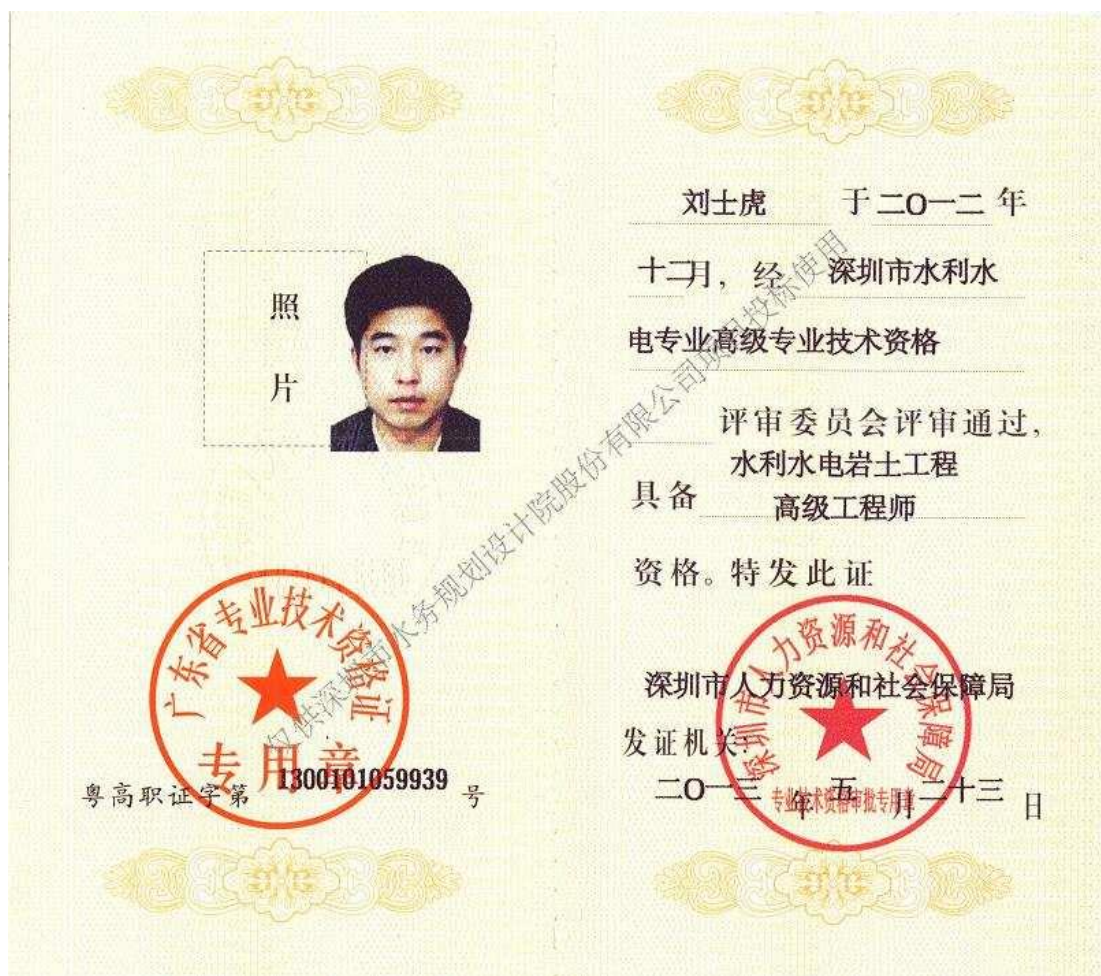 照
片
广东省专业技术资格证
专用章
粤高职证字第 1300101059939 号
刘士虎 于二O一二年
十二月，经 深圳市水利水
电专业高级专业技术资格
评审委员会评审通过，
水利水电岩土工程
具备 高级工程师
资格。特发此证
深圳市人力资源和社会保障局
深圳市人力资源和社会保障局
发证机关：
二O一三年五月二十三日
专业技术资格审批专用章
仅供深圳市水务规划设计院股份有限公司项目投标使用